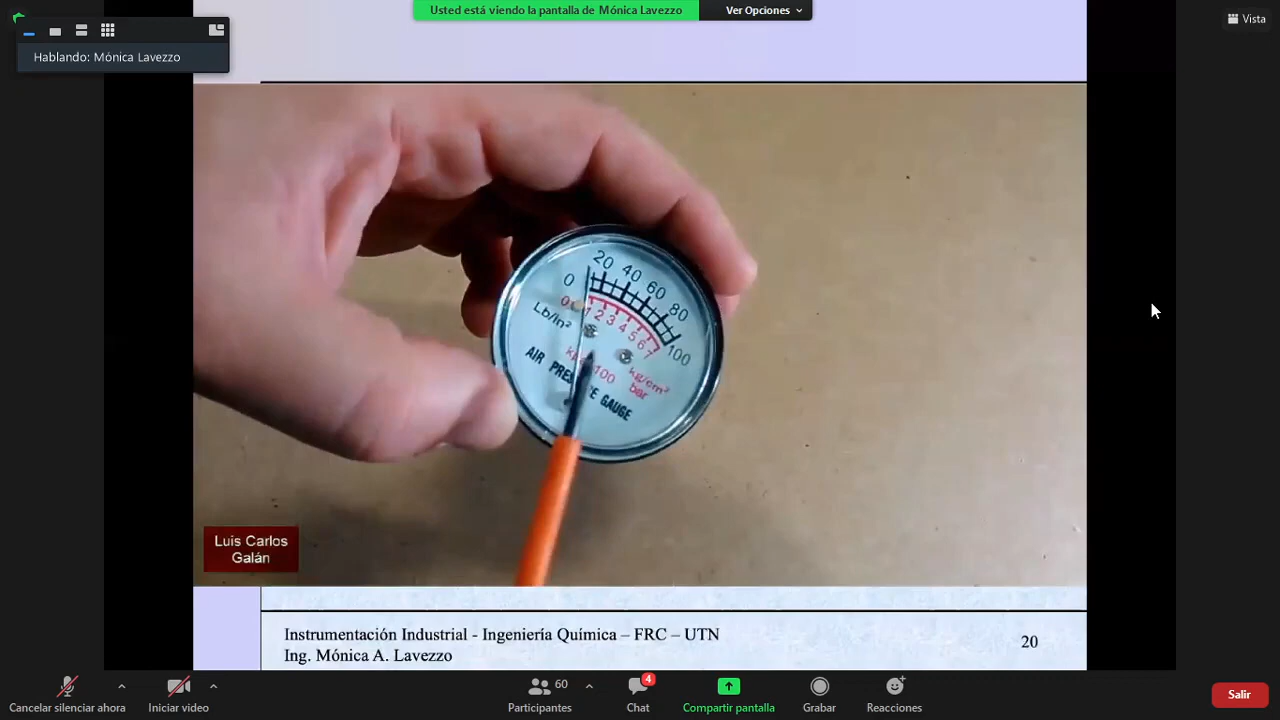 Usted está viendo la pantalla de Mónica Lavezzo
Ver Opciones
Vista
Hablando: Mónica Lavezzo
0 20 40 60 80 100
0 1 2 3 4 5 6 7
Lb/in²
100
kg/cm²
bar
AIR GAUGE
Luis Carlos
Galán
Instrumentación Industrial - Ingeniería Química – FRC – UTN
Ing. Mónica A. Lavezzo
20
60
4
Cancelar silenciar ahora
Iniciar video
Participantes
Chat
Compartir pantalla
Grabar
Reacciones
Salir